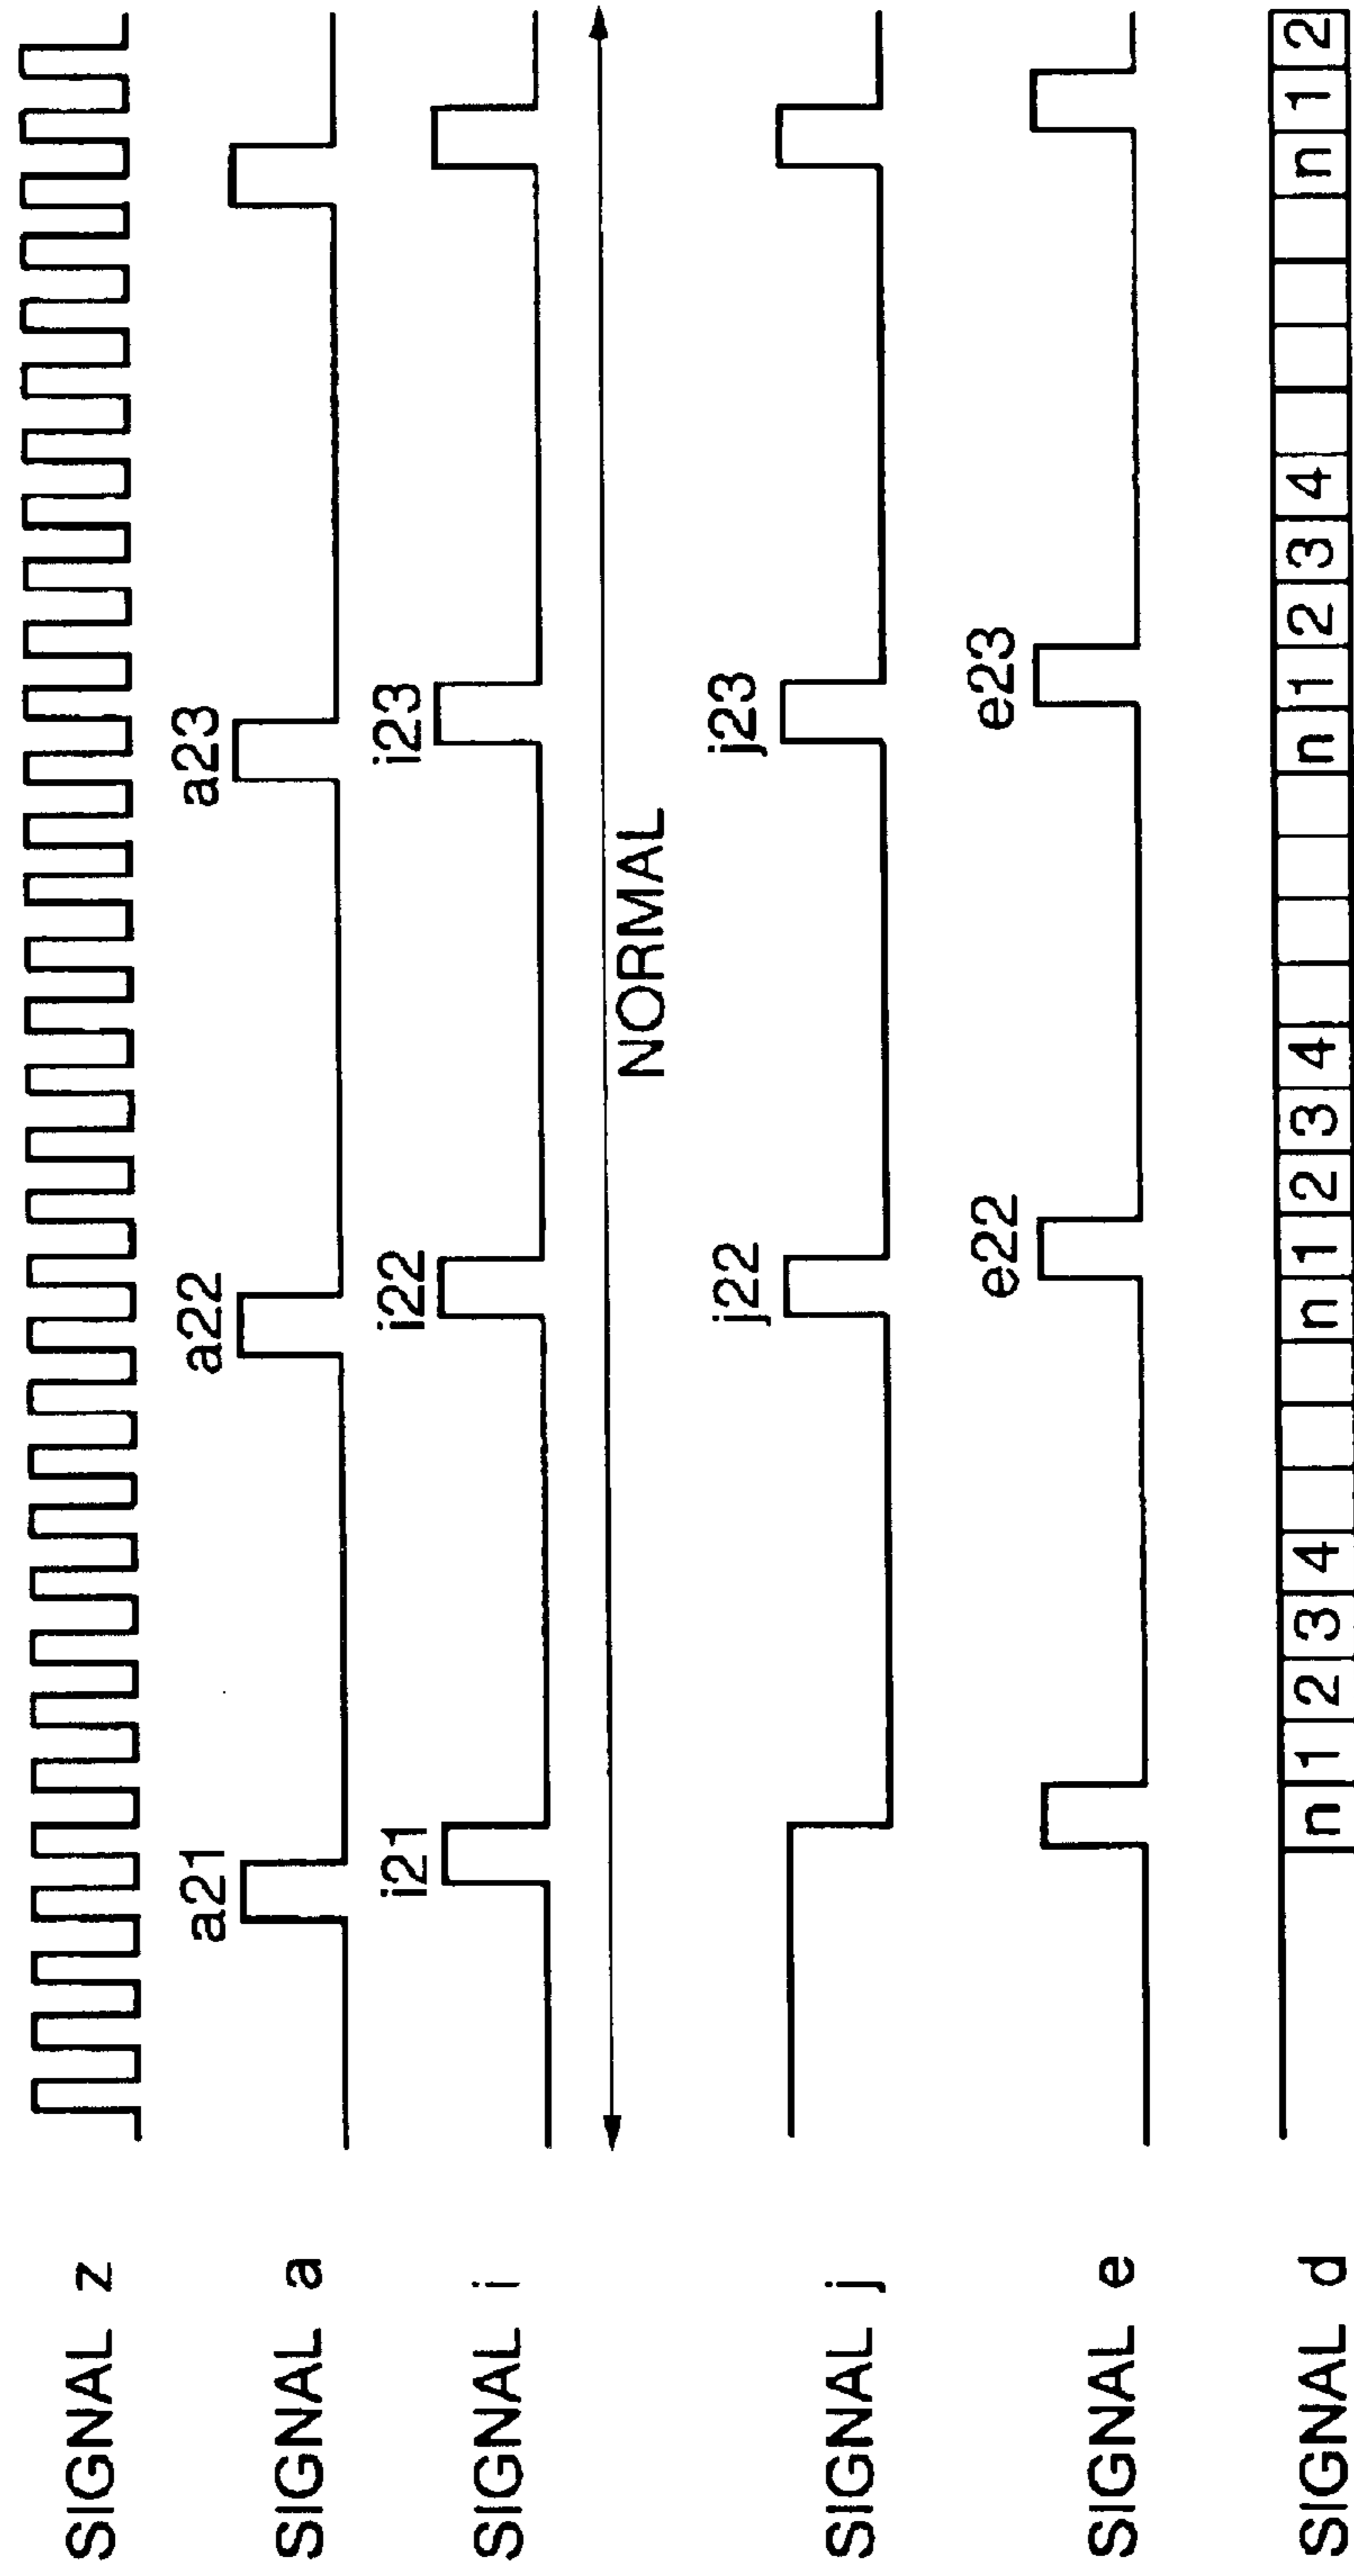 SIGNAL z
a21 a22 a23
SIGNAL a
i21 i22 i23
SIGNAL i
NORMAL
j22 j23
SIGNAL j
e22 e23
SIGNAL e
SIGNAL d
n 1 2 3 4 n 1 2 3 4 n 1 2 3 4 n 1 2